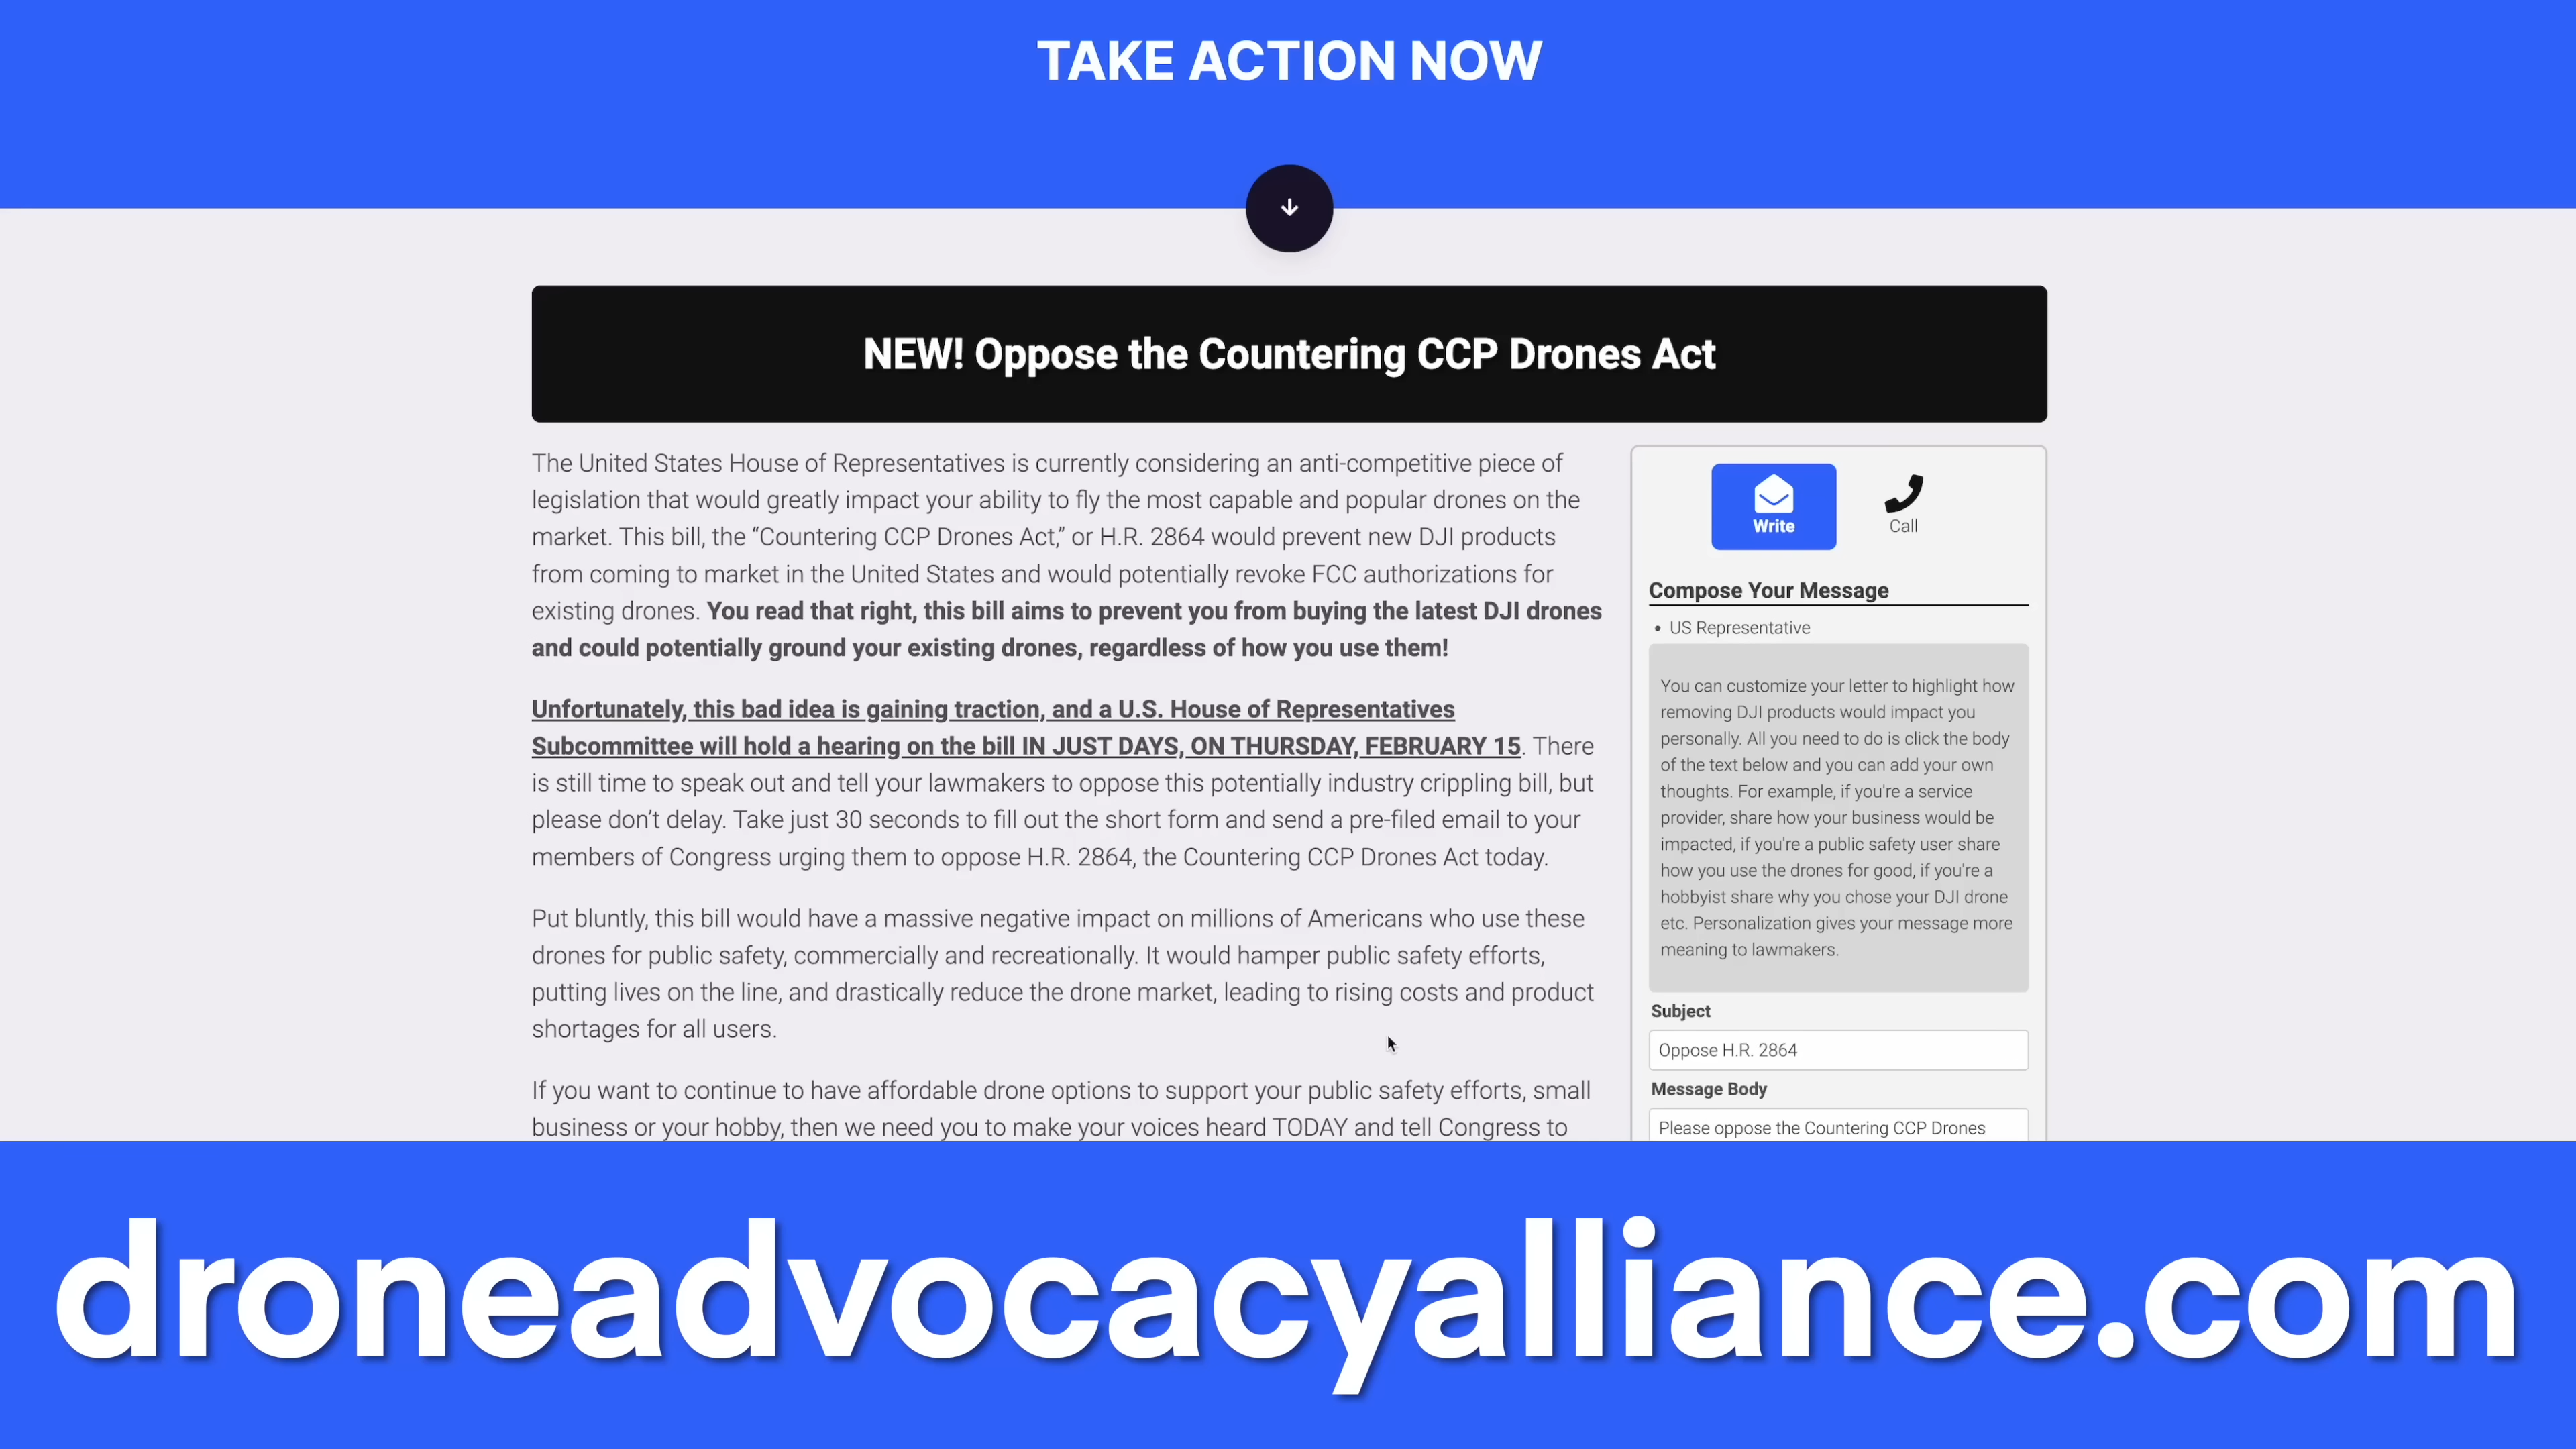 TAKE ACTION NOW
NEW! Oppose the Countering CCP Drones Act
The United States House of Representatives is currently considering an anti-competitive piece of
legislation that would greatly impact your ability to fly the most capable and popular drones on the
market. This bill, the “Countering CCP Drones Act,” or H.R. 2864 would prevent new DJI products
from coming to market in the United States and would potentially revoke FCC authorizations for
existing drones. You read that right, this bill aims to prevent you from buying the latest DJI drones
and could potentially ground your existing drones, regardless of how you use them!
Unfortunately, this bad idea is gaining traction, and a U.S. House of Representatives
Subcommittee will hold a hearing on the bill IN JUST DAYS, ON THURSDAY, FEBRUARY 15. There
is still time to speak out and tell your lawmakers to oppose this potentially industry crippling bill, but
please don’t delay. Take just 30 seconds to fill out the short form and send a pre-filed email to your
members of Congress urging them to oppose H.R. 2864, the Countering CCP Drones Act today.
Put bluntly, this bill would have a massive negative impact on millions of Americans who use these
drones for public safety, commercially and recreationally. It would hamper public safety efforts,
putting lives on the line, and drastically reduce the drone market, leading to rising costs and product
shortages for all users.
If you want to continue to have affordable drone options to support your public safety efforts, small
business or your hobby, then we need you to make your voices heard TODAY and tell Congress to
Write
Call
Compose Your Message
• US Representative
You can customize your letter to highlight how
removing DJI products would impact you
personally. All you need to do is click the body
of the text below and you can add your own
thoughts. For example, if you're a service
provider, share how your business would be
impacted, if you're a public safety user share
how you use the drones for good, if you're a
hobbyist share why you chose your DJI drone
etc. Personalization gives your message more
meaning to lawmakers.
Subject
Oppose H.R. 2864
Message Body
Please oppose the Countering CCP Drones
droneadvocacyalliance.com